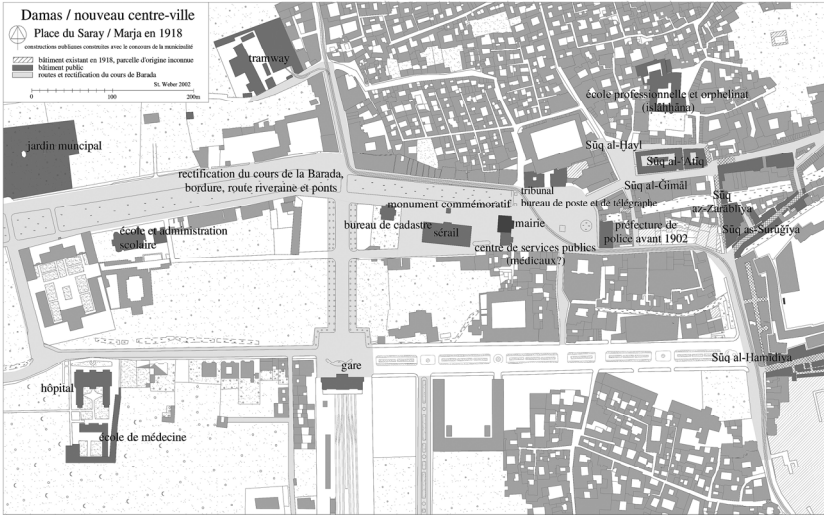 Damas / nouveau centre-ville
Place du Saray / Marja en 1918
constructions publiques construites avec le concours de la municipalité
bâtiment existant en 1918, parcelle d'origine inconnue
bâtiment public
routes et rectification du cours de Barada
St. Weber 2002
0
100
200m
tramway
école professionnelle et orphelinat
(islāḥḫāna)
jardin muncipal
Sūq al-Ḫayl
Sūq al-ʿAtīq
rectification du cours de la Barada,
bordure, route riveraine et ponts
tribunal
Sūq al-Ǧimāl
Sūq
az-Zarāblīya
monument commémoratif
bureau de poste et de télégraphe
école et administration
scolaire
bureau de cadastre
sérail
mairie
préfecture de
police avant 1902
Sūq as-Surūǧīya
centre de services publics
(médicaux?)
Sūq al-Ḥamīdīya
gare
hôpital
école de médecine